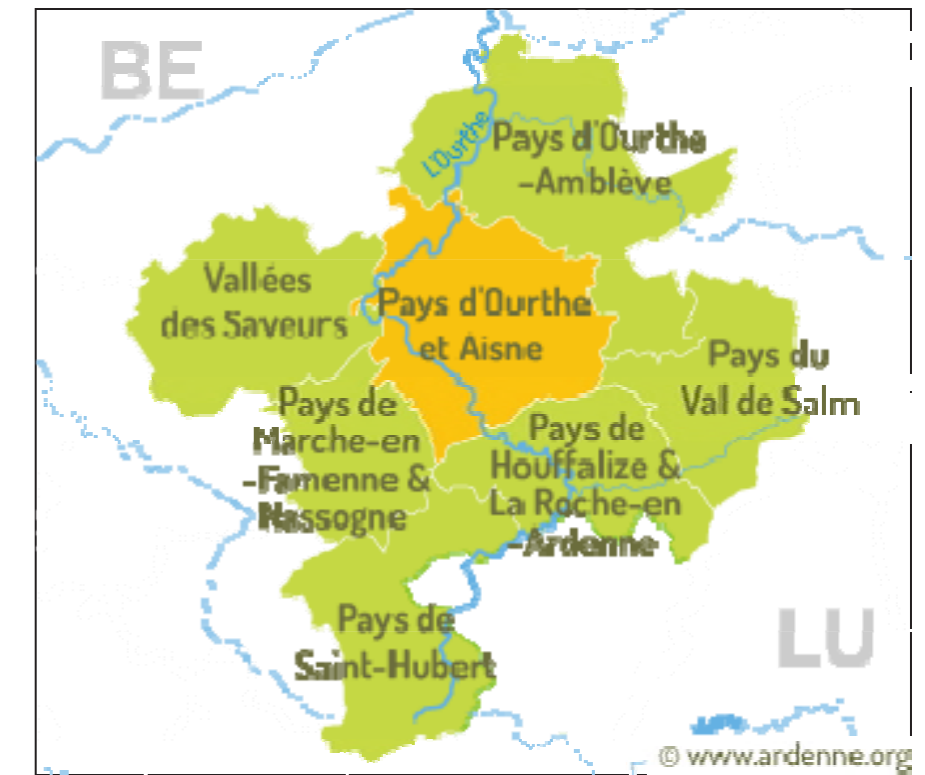 BE
L'Ourthe
Pays d'Ourthe
-Amblève
Vallées
des Saveurs
Pays d'Ourthe
et Aisne
Pays du
Val de Salm
Pays de
Marche-en
-Famenne &
Nassogne
Pays de
Houffalize &
La Roche-en
-Ardenne
Pays de
Saint-Hubert
LU
© www.ardenne.org